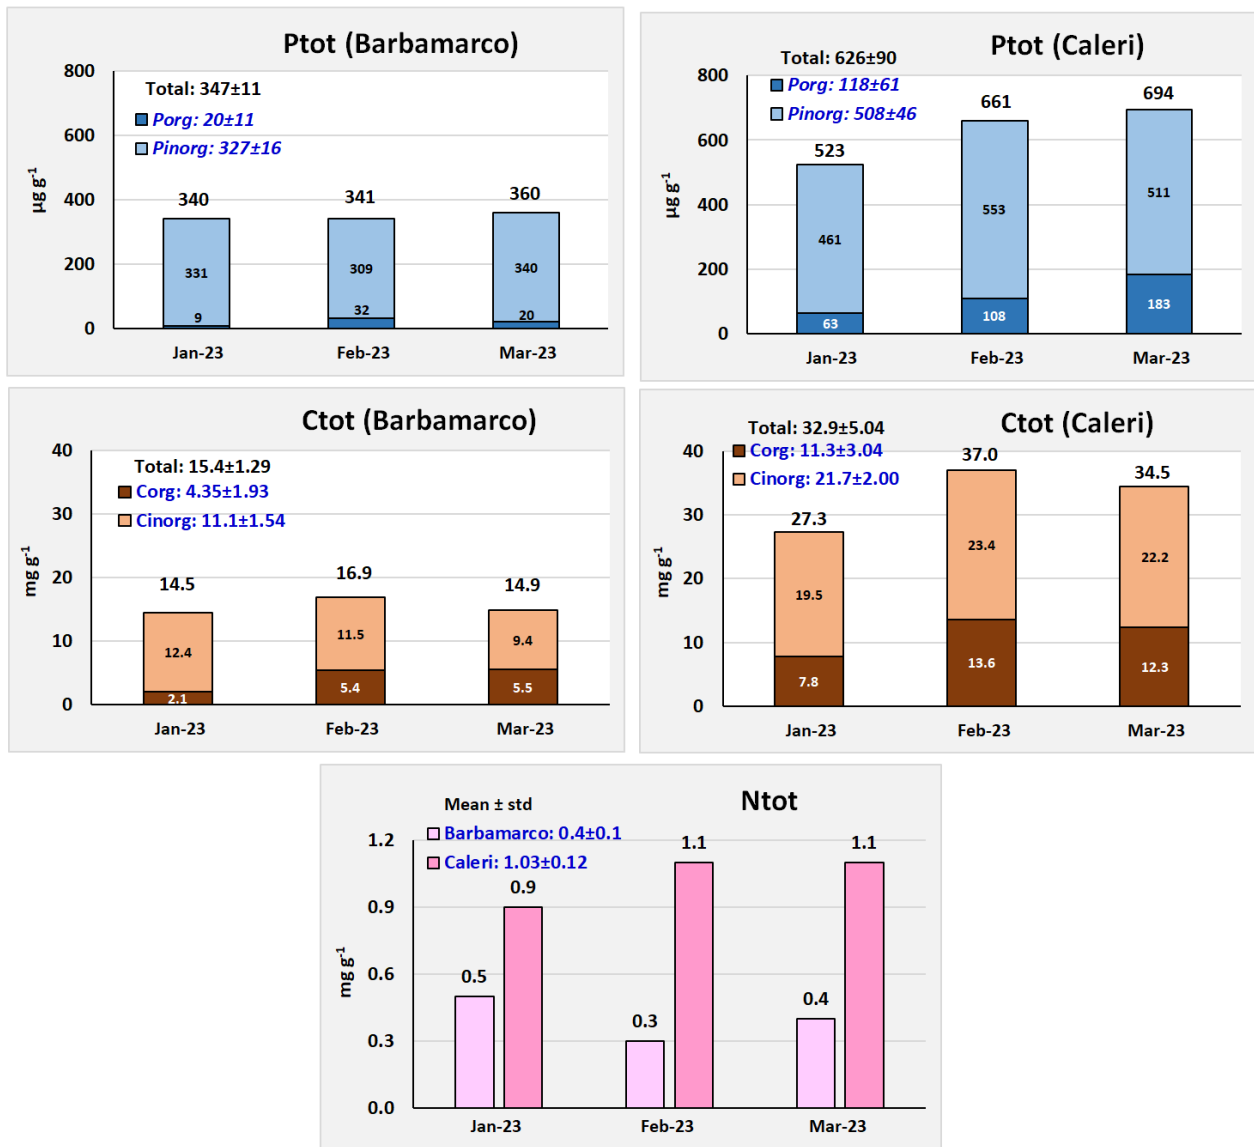 Ptot (Barbamarco)
Total: 347±11
Porg: 20±11
Pinorg: 327±16
µg g-1
800
600
400
200
0
340
341
360
331
309
340
9
32
20
Jan-23
Feb-23
Mar-23
Ptot (Caleri)
Total: 626±90
Porg: 118±61
Pinorg: 508±46
µg g-1
800
600
400
200
0
523
661
694
461
553
511
63
108
183
Jan-23
Feb-23
Mar-23
Ctot (Barbamarco)
Total: 15.4±1.29
Corg: 4.35±1.93
Cinorg: 11.1±1.54
mg g-1
40
30
20
10
0
14.5
16.9
14.9
12.4
11.5
9.4
2.1
5.4
5.5
Jan-23
Feb-23
Mar-23
Ctot (Caleri)
Total: 32.9±5.04
Corg: 11.3±3.04
Cinorg: 21.7±2.00
mg g-1
40
30
20
10
0
27.3
37.0
34.5
19.5
23.4
22.2
7.8
13.6
12.3
Jan-23
Feb-23
Mar-23
Ntot
Mean ± std
Barbamarco: 0.4±0.1
Caleri: 1.03±0.12
mg g-1
1.2
0.9
0.6
0.3
0.0
0.5
0.9
0.3
1.1
0.4
1.1
Jan-23
Feb-23
Mar-23